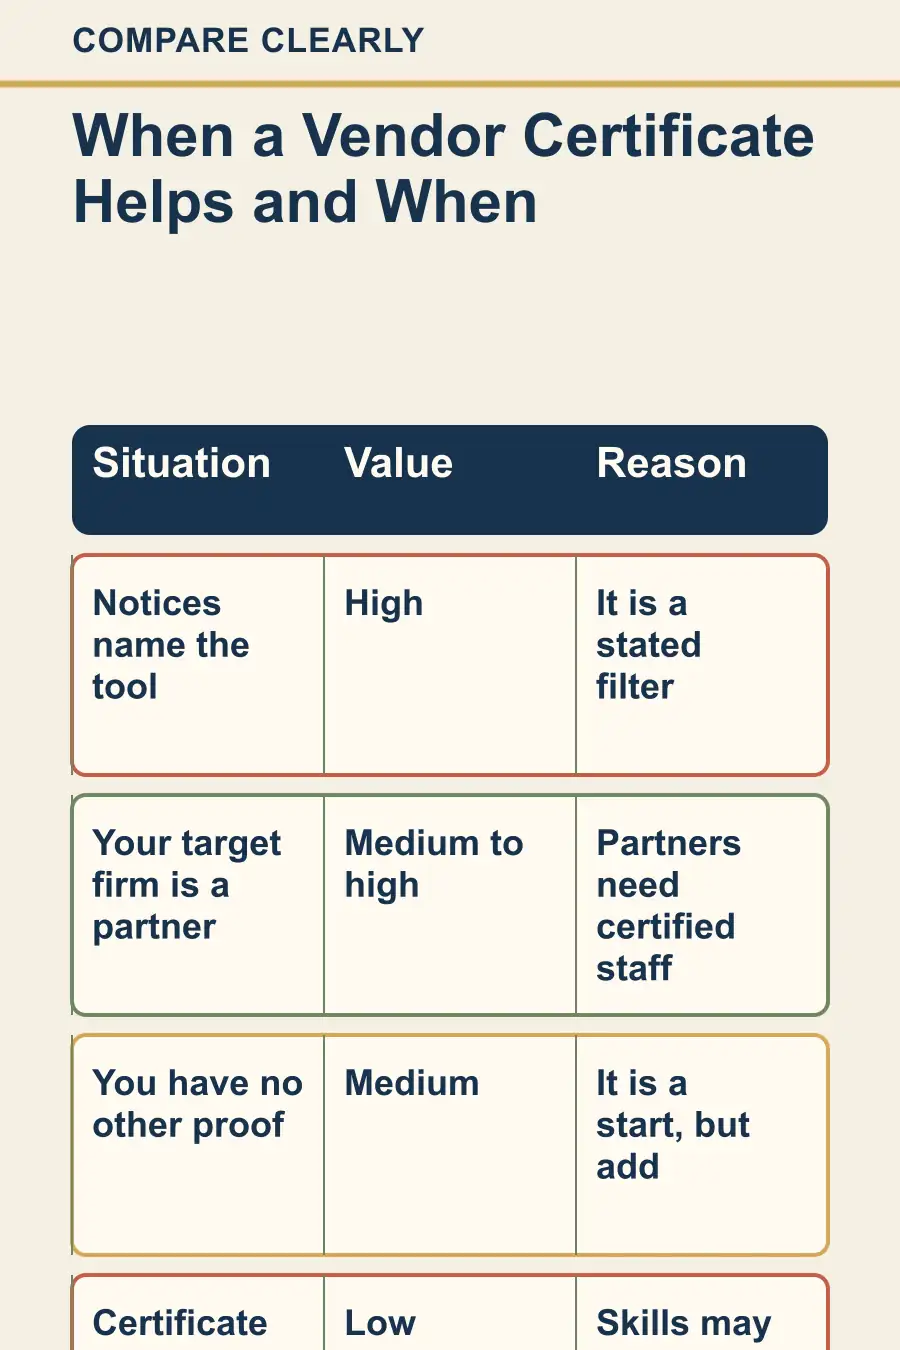 COMPARE CLEARLY
When a Vendor Certificate
Helps and When
Situation
Value
Reason
Notices
name the
tool
High
It is a
stated
filter
Your target
firm is a
partner
Medium to
high
Partners
need
certified
staff
You have no
other proof
Medium
It is a
start, but
add
Certificate
Low
Skills may